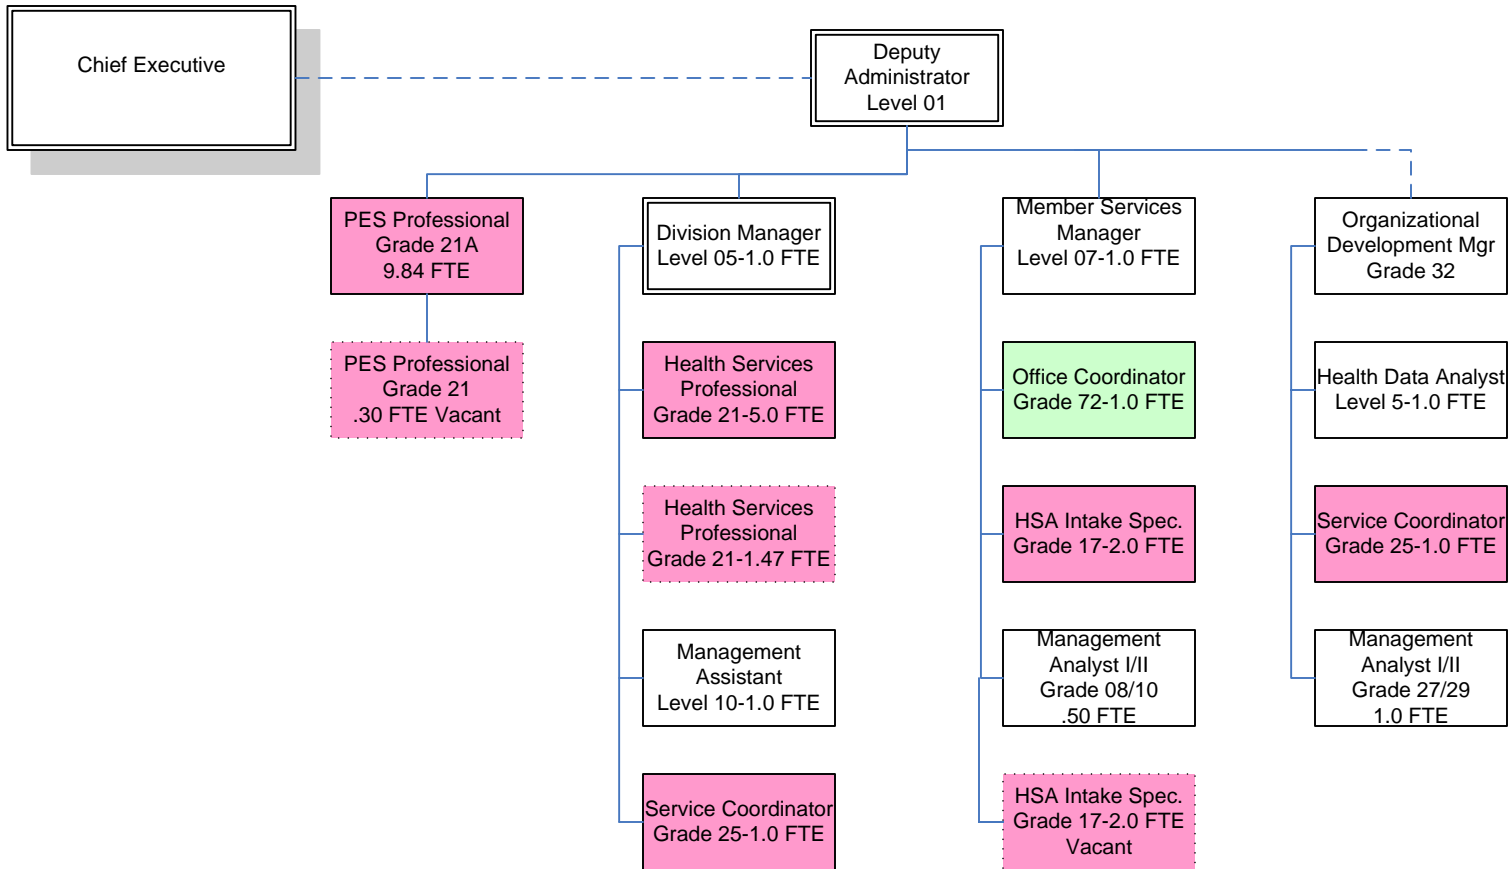 Chief Executive
Deputy
Administrator
Level 01
PES Professional
Grade 21A
9.84 FTE
PES Professional
Grade 21
.30 FTE Vacant
Division Manager
Level 05-1.0 FTE
Health Services
Professional
Grade 21-5.0 FTE
Health Services
Professional
Grade 21-1.47 FTE
Management
Assistant
Level 10-1.0 FTE
Service Coordinator
Grade 25-1.0 FTE
Member Services
Manager
Level 07-1.0 FTE
Office Coordinator
Grade 72-1.0 FTE
HSA Intake Spec.
Grade 17-2.0 FTE
Management
Analyst I/II
Grade 08/10
.50 FTE
HSA Intake Spec.
Grade 17-2.0 FTE
Vacant
Organizational
Development Mgr
Grade 32
Health Data Analyst
Level 5-1.0 FTE
Service Coordinator
Grade 25-1.0 FTE
Management
Analyst I/II
Grade 27/29
1.0 FTE